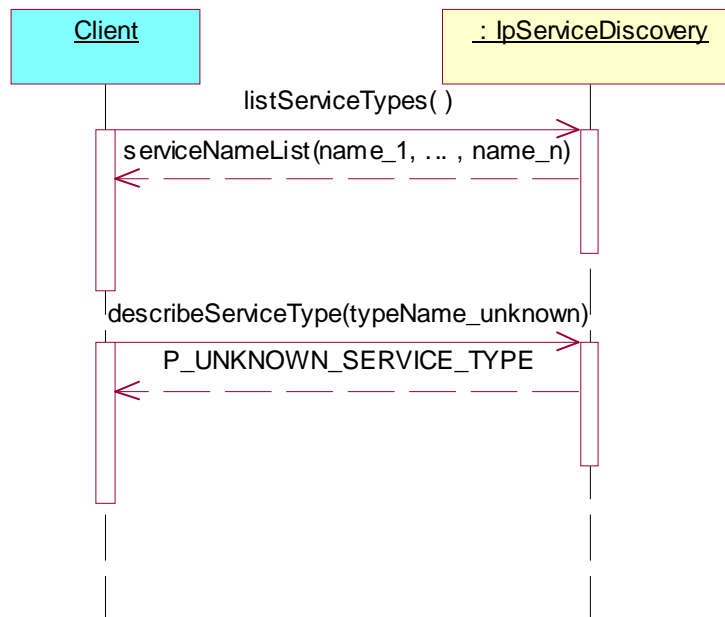 Client
: IpServiceDiscovery
listServiceTypes( )
serviceNameList(name_1, ... , name_n)
describeServiceType(typeName_unknown)
P_UNKNOWN_SERVICE_TYPE